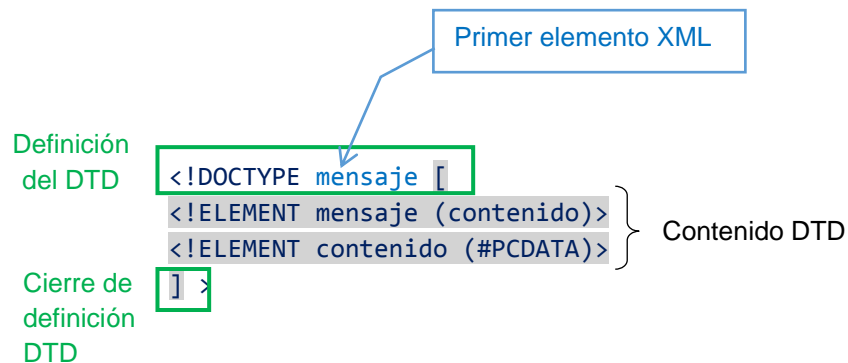 Primer elemento XML
Definición
del DTD
<!DOCTYPE mensaje [
<!ELEMENT mensaje (contenido)>
<!ELEMENT contenido (#PCDATA)>
Contenido DTD
] >
Cierre de
definición
DTD